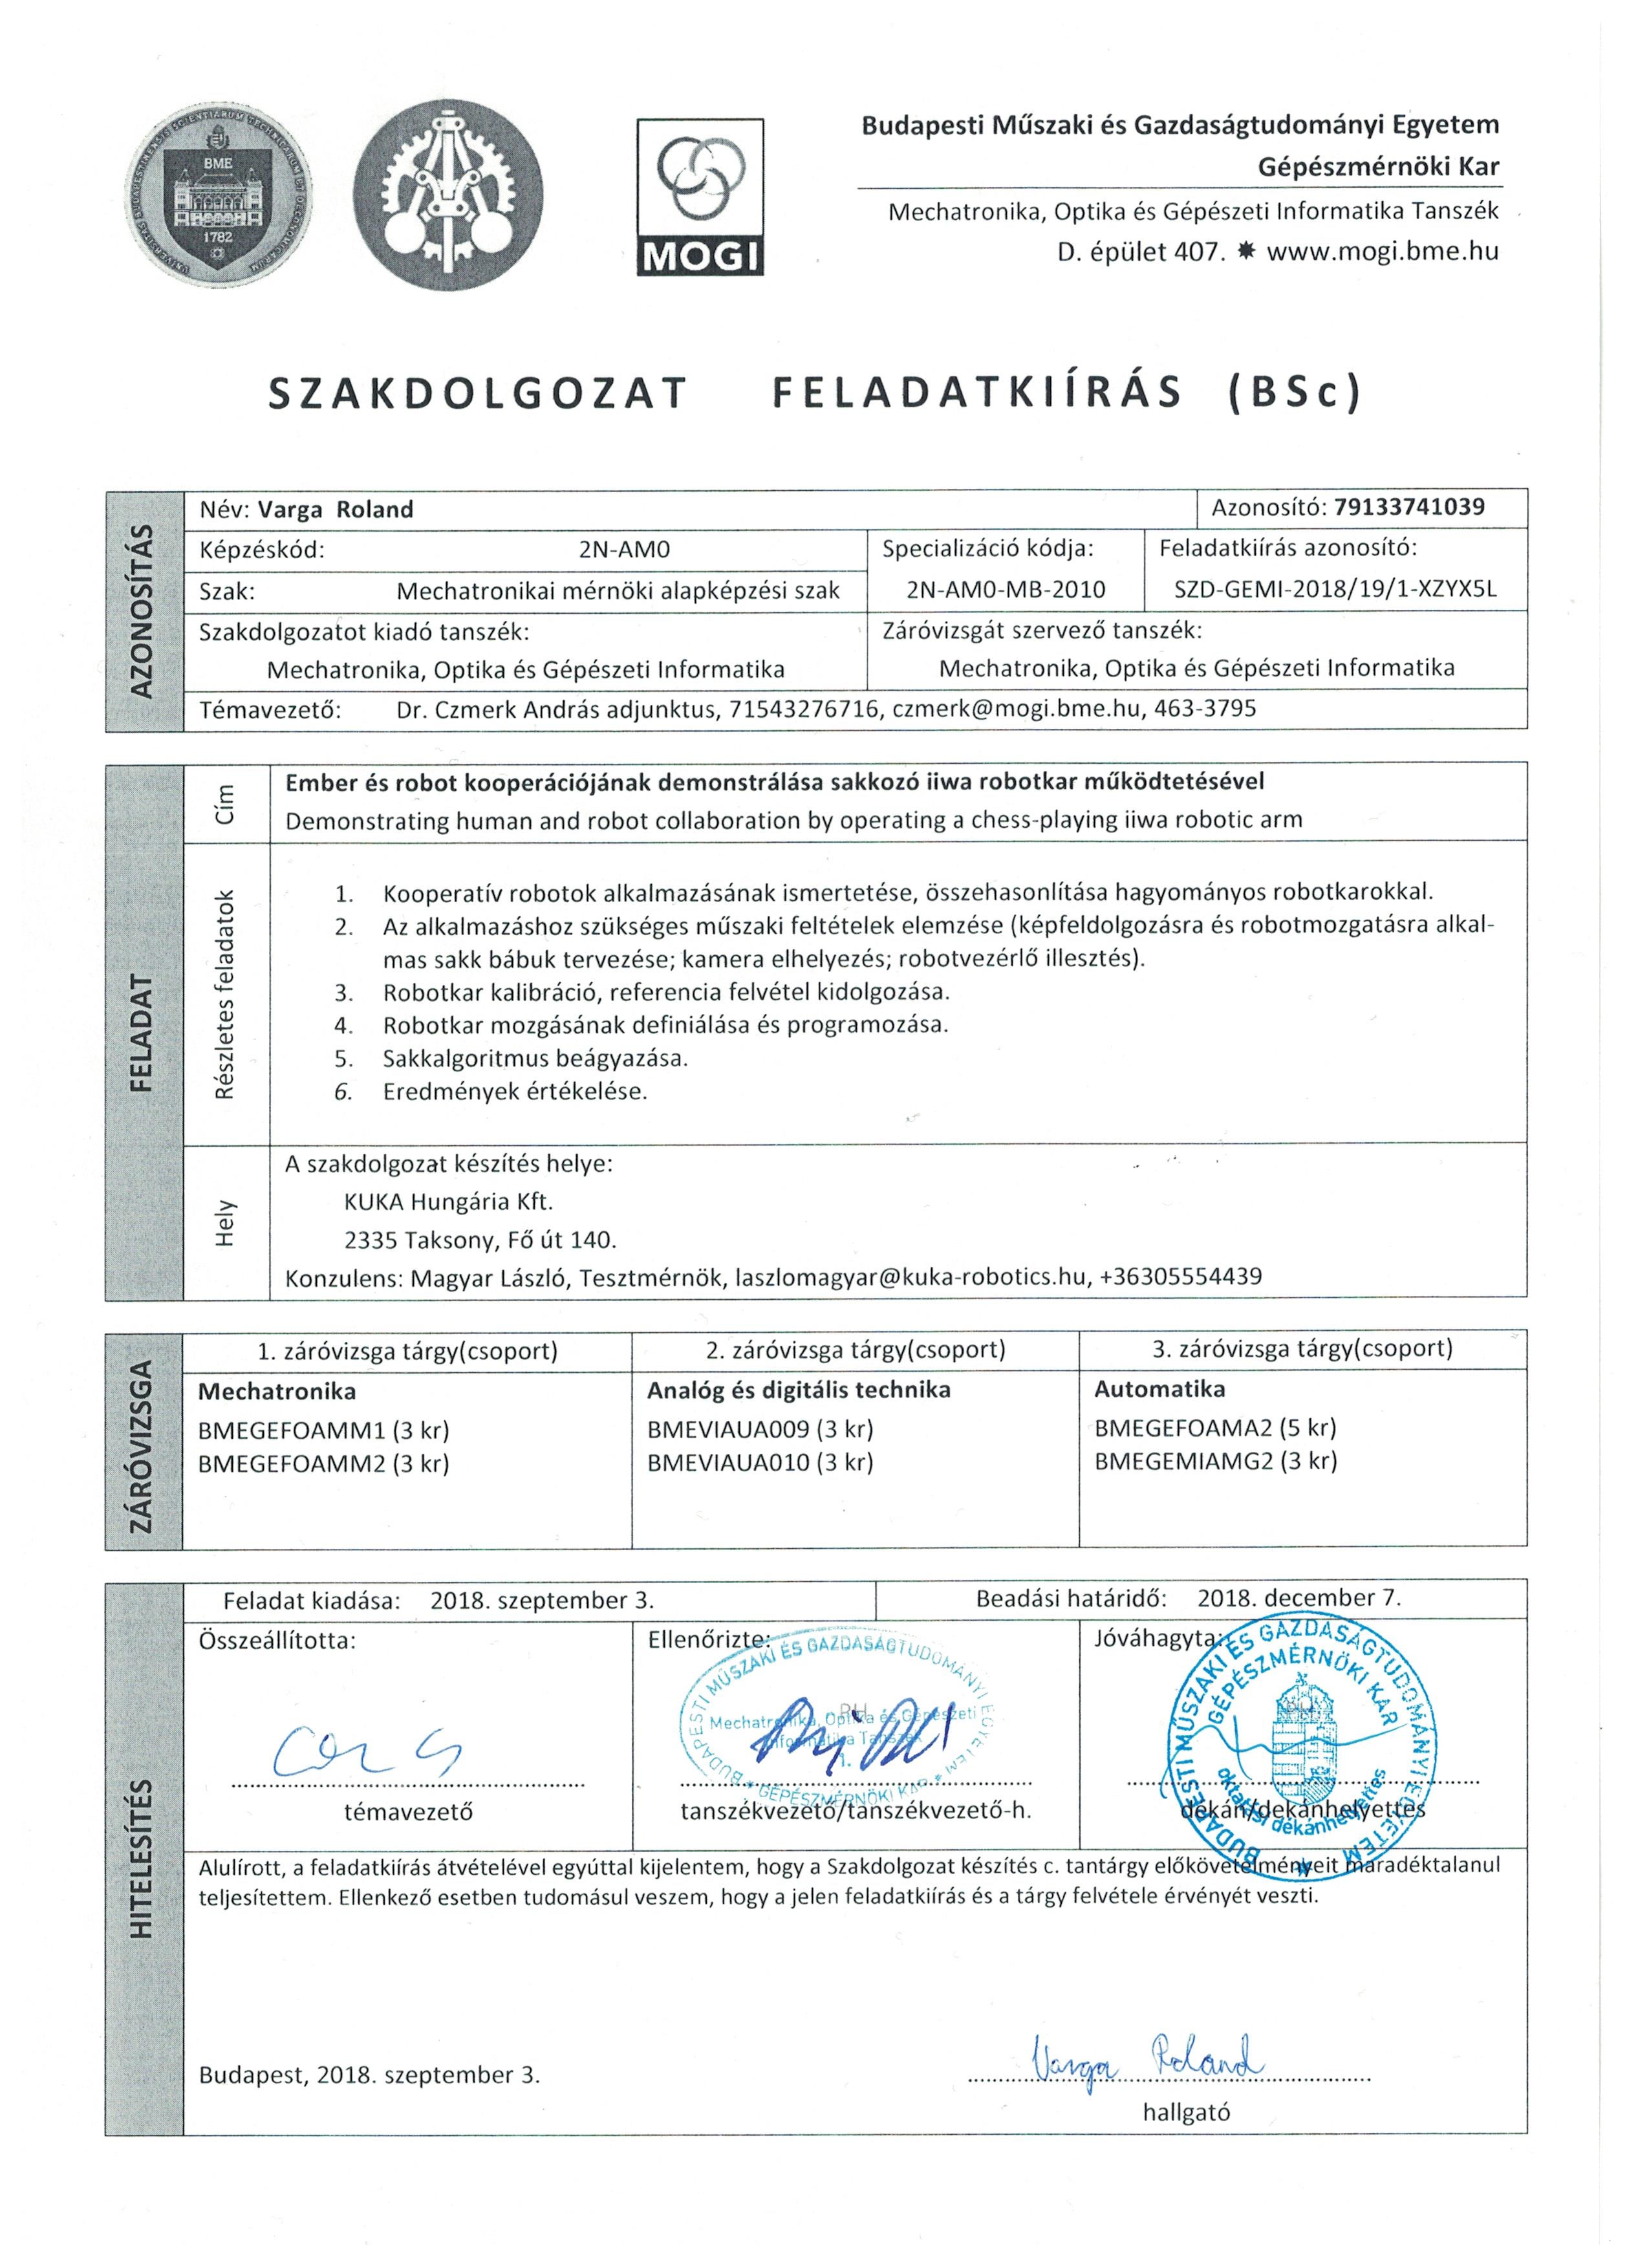 BME
1782
MOGI
Budapesti Műszaki és Gazdaságtudományi Egyetem
Gépészmérnöki Kar
Mechatronika, Optika és Gépészeti Informatika Tanszék
D. épület 407. ✷ www.mogi.bme.hu
SZAKDOLGOZAT FELADATKIÍRÁS (BSc)
AZONOSÍTÁS
Név: Varga Roland Azonosító: 79133741039
Képzéskód: 2N-AM0 Specializáció kódja: Feladatkiírás azonosító:
Szak: Mechatronikai mérnöki alapképzési szak 2N-AM0-MB-2010 SZD-GEMI-2018/19/1-XZYX5L
Szakdolgozatot kiadó tanszék: Záróvizsgát szervező tanszék:
Mechatronika, Optika és Gépészeti Informatika Mechatronika, Optika és Gépészeti Informatika
Témavezető: Dr. Czmerk András adjunktus, 71543276716, czmerk@mogi.bme.hu, 463-3795
FELADAT
Cím
Ember és robot kooperációjának demonstrálása sakkozó iiwa robotkar működtetésével
Demonstrating human and robot collaboration by operating a chess-playing iiwa robotic arm
Részletes feladatok
1. Kooperatív robotok alkalmazásának ismertetése, összehasonlítása hagyományos robotkarokkal.
2. Az alkalmazáshoz szükséges műszaki feltételek elemzése (képfeldolgozásra és robotmozgatásra alkal-
mas sakk bábuk tervezése; kamera elhelyezés; robotvezérlő illesztés).
3. Robotkar kalibráció, referencia felvétel kidolgozása.
4. Robotkar mozgásának definiálása és programozása.
5. Sakkalgoritmus beágyazása.
6. Eredmények értékelése.
Hely
A szakdolgozat készítés helye:
KUKA Hungária Kft.
2335 Taksony, Fő út 140.
Konzulens: Magyar László, Tesztmérnök, laszlomagyar@kuka-robotics.hu, +36305554439
ZÁRÓVIZSGA
1. záróvizsga tárgy(csoport) 2. záróvizsga tárgy(csoport) 3. záróvizsga tárgy(csoport)
Mechatronika Analóg és digitális technika Automatika
BMEGEFOAMM1 (3 kr) BMEVIAUA009 (3 kr) BMEGEFOAMA2 (5 kr)
BMEGEFOAMM2 (3 kr) BMEVIAUA010 (3 kr) BMEGEMIAMG2 (3 kr)
HITELESÍTÉS
Feladat kiadása: 2018. szeptember 3. Beadási határidő: 2018. december 7.
Összeállította: Ellenőrizte: Jóváhagyta:
BUDAPESTI MŰSZAKI ÉS GAZDASÁGTUDOMÁNYI EGYETEM
Mechatronika, Optika és Gépészeti
Informatika Tanszék
1.
GÉPÉSZMÉRNÖKI KAR
BUDAPESTI MŰSZAKI ÉS GAZDASÁGTUDOMÁNYI EGYETEM
GÉPÉSZMÉRNÖKI KAR
oktatási dékánhelyettes
témavezető tanszékvezető/tanszékvezető-h. dékán/dékánhelyettes
Alulírott, a feladatkiírás átvételével egyúttal kijelentem, hogy a Szakdolgozat készítés c. tantárgy előkövetelményeit maradéktalanul
teljesítettem. Ellenkező esetben tudomásul veszem, hogy a jelen feladatkiírás és a tárgy felvétele érvényét veszti.
Varga Roland
Budapest, 2018. szeptember 3.
hallgató